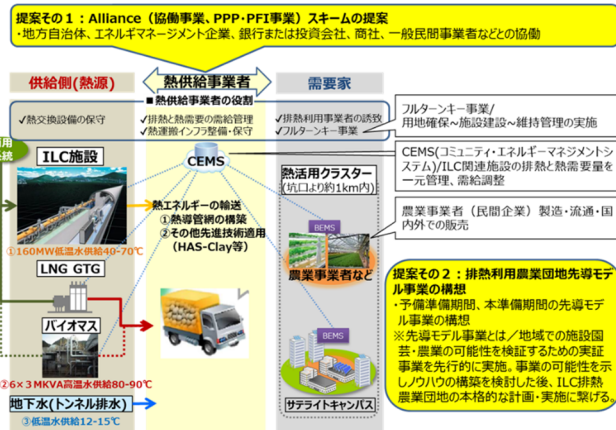 提案その１：Alliance（協働事業、PPP・PFI事業）スキームの提案
・地方自治体、エネルギマネージメント企業、銀行または投資会社、商社、一般民間事業者などとの協働
供給側(熱源)
熱供給事業者
需要家
■熱供給事業者の役割
✓熱交換設備の保守
✓排熱と熱需要の需給管理
✓熱運搬インフラ整備・保守
✓排熱利用事業者の誘致
✓フルターンキー事業
フルターンキー事業/
用地確保~施設建設~維持管理の実施
CEMS(コミュニティ・エネルギーマネジメントシ
ステム)/ILC関連施設の排熱と熱需要量を
一元管理、需給調整
農業事業者（民間企業）製造・流通・国
内外での販売
ILC施設
CEMS
熱活用クラスター
(坑口より約1km内)
熱エネルギーの輸送
①熱導管網の構築
②その他先進技術適用
(HAS-Clay等)
BEMS
農業事業者など
①160MW低温水供給40-70℃
LNG GTG
バイオマス
②6×３MKVA高温水供給80-90℃
地下水(トンネル排水)
③低温水供給12-15℃
BEMS
サテライトキャンパス
提案その２：排熱利用農業団地先導モデ
ル事業の構想
・予備準備期間、本準備期間の先導モデ
ル事業の構想
※先導モデル事業とは／地域での施設園
芸・農業の可能性を検証するための実証
事業を先行的に実施。事業の可能性を示
しノウハウの構築を検討した後、ILC排熱
農業団地の本格的な計画・実施に繋げる。